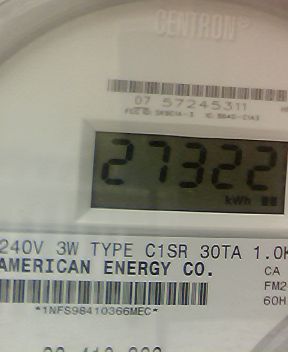 CENTRON®
07 57245311
27322
kWh
240V 3W TYPE C1SR 30TA 1.0K
AMERICAN ENERGY CO.
CA
FM2
60H
*1NFS98410366MEC*